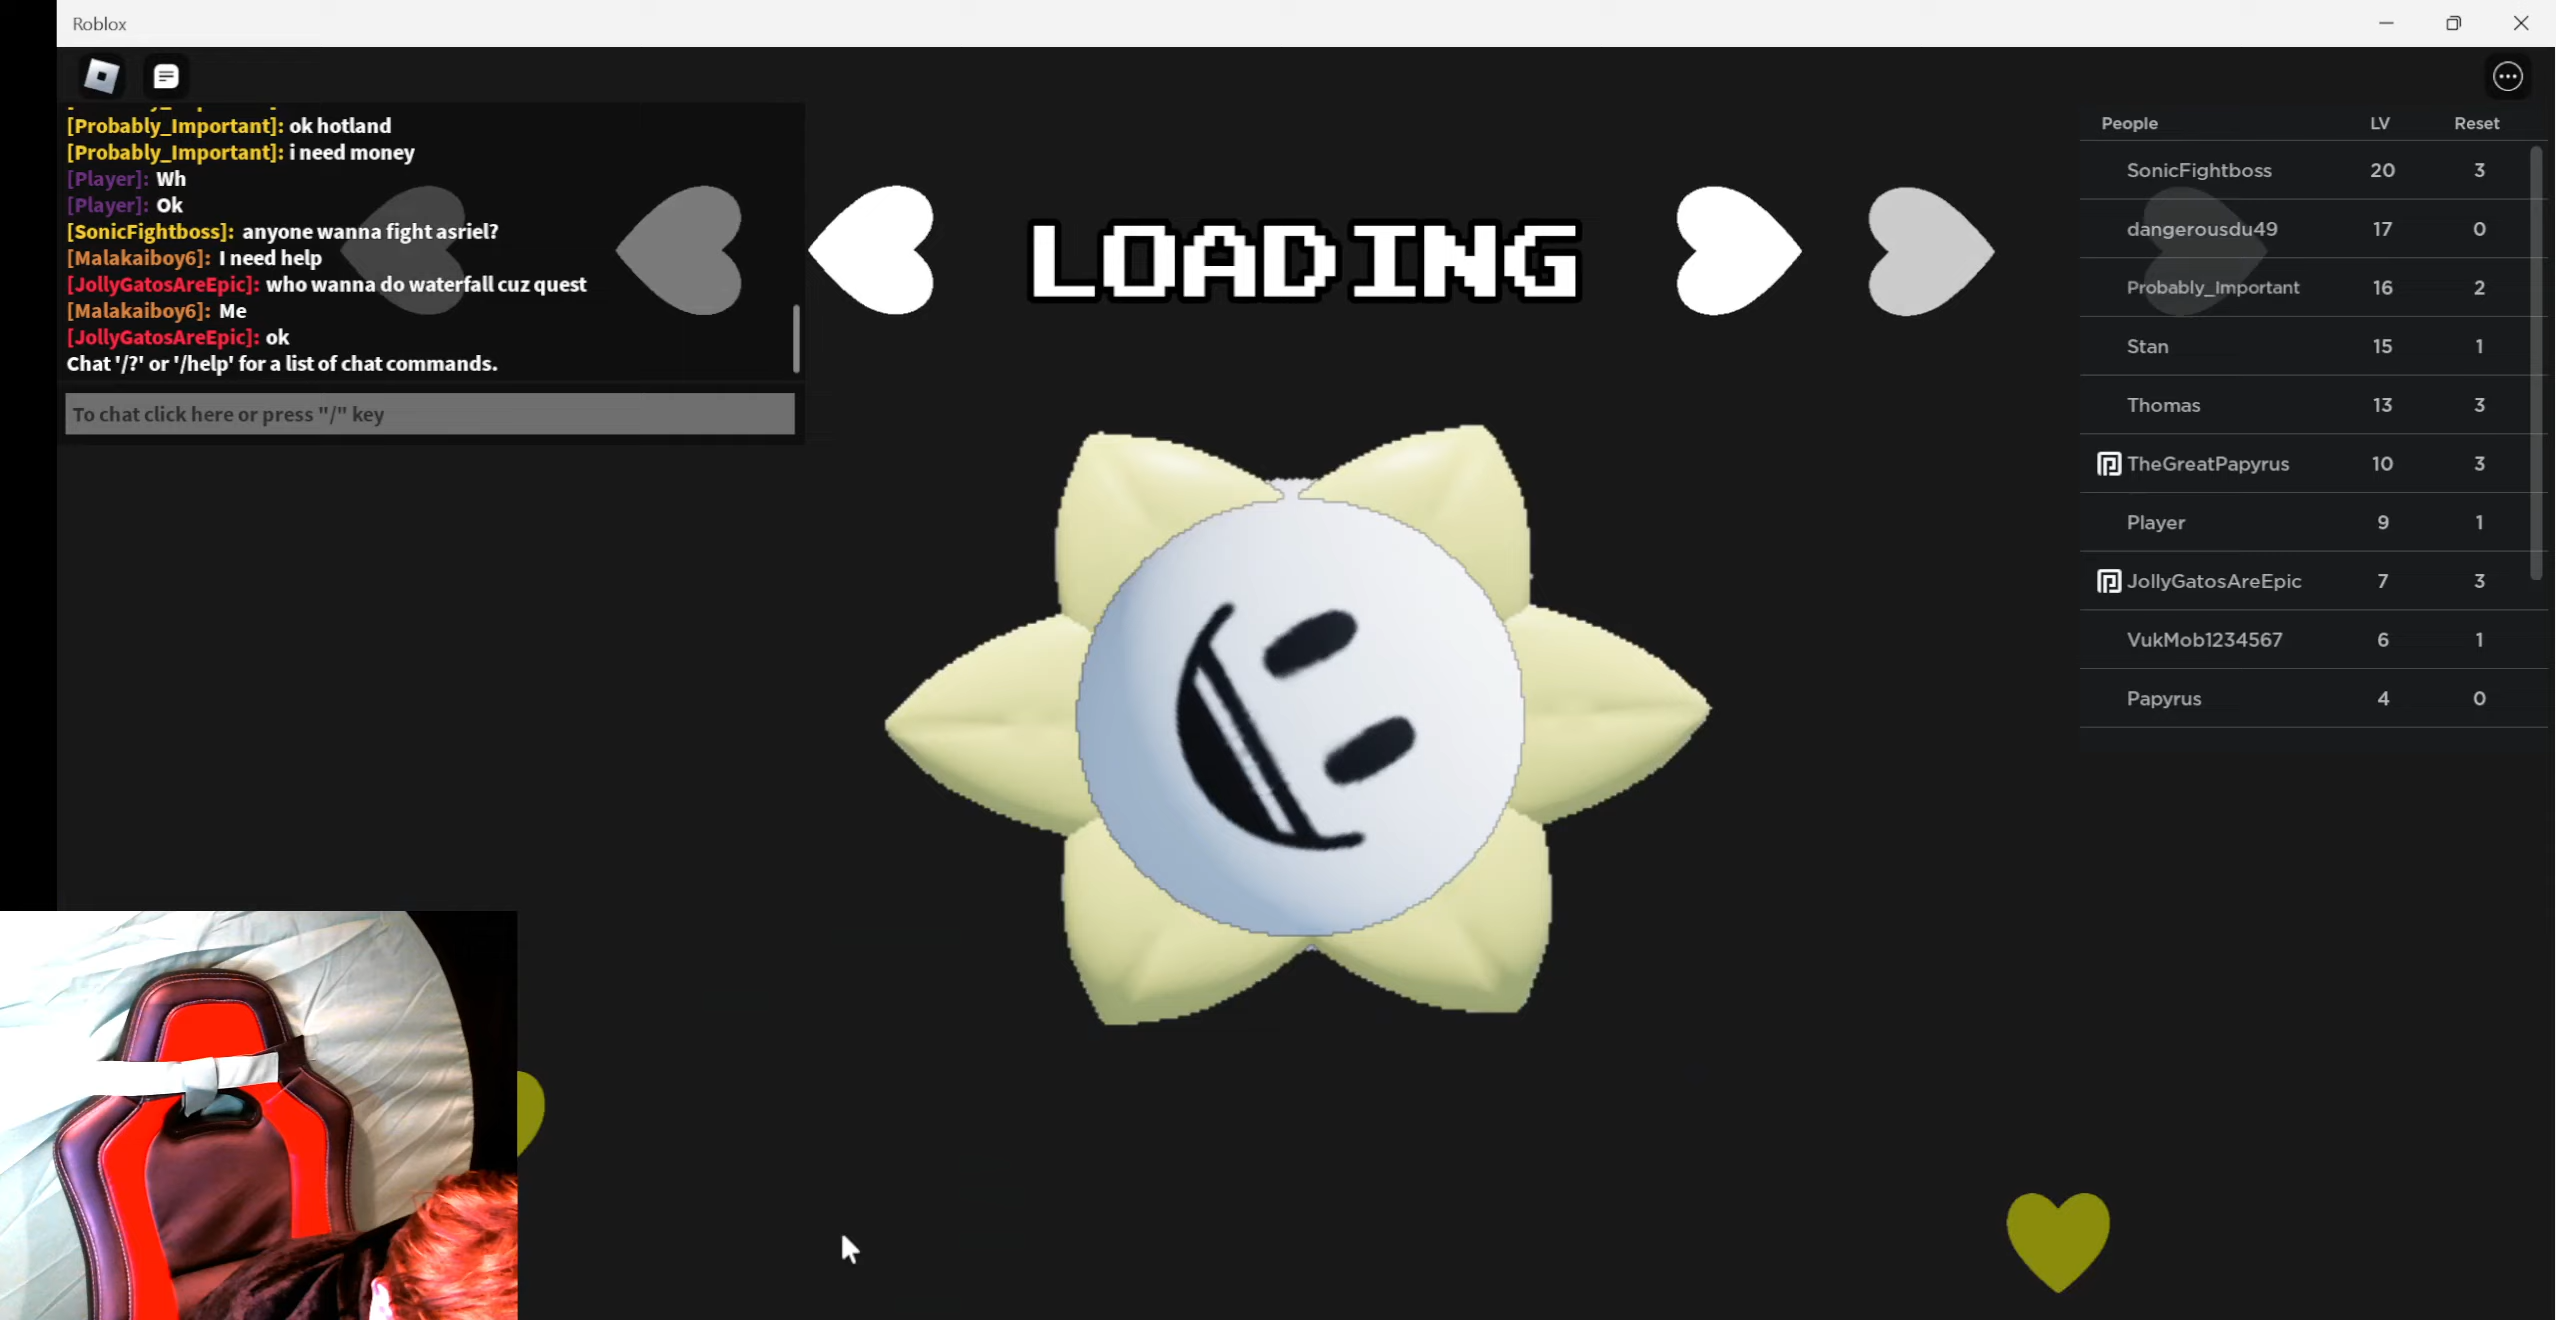 Roblox
[Probably_Important]: ok hotland
[Probably_Important]: i need money
[Player]: Wh
[Player]: Ok
[SonicFightboss]: anyone wanna fight asriel?
[Malakaiboy6]: I need help
[JollyGatosAreEpic]: who wanna do waterfall cuz quest
[Malakaiboy6]: Me
[JollyGatosAreEpic]: ok
Chat '/?' or '/help' for a list of chat commands.
To chat click here or press "/" key
LOADING
People LV Reset
SonicFightboss 20 3
dangerousdu49 17 0
Probably_Important 16 2
Stan 15 1
Thomas 13 3
TheGreatPapyrus 10 3
Player 9 1
JollyGatosAreEpic 7 3
VukMob1234567 6 1
Papyrus 4 0